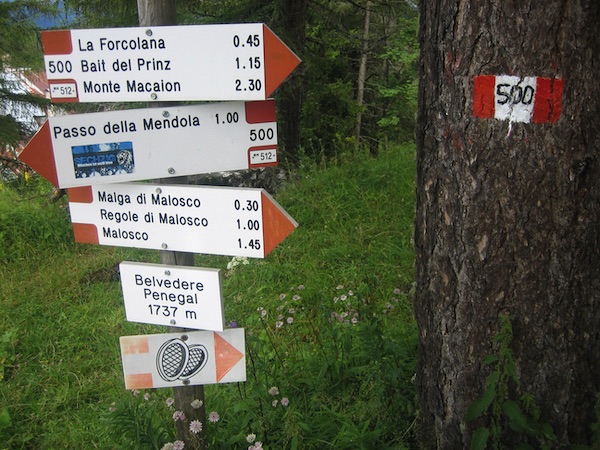 La Forcolana 0.45
500 Bait del Prinz 1.15
512 Monte Macaion 2.30
Passo della Mendola 1.00
500
512
Malga di Malosco 0.30
Regole di Malosco 1.00
Malosco 1.45
Belvedere
Penegal
1737 m
500